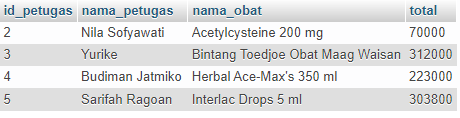 id_petugas nama_petugas nama_obat total
2 Nila Sofyawati Acetylcysteine 200 mg 70000
3 Yurike Bintang Toedjoe Obat Maag Waisan 312000
4 Budiman Jatmiko Herbal Ace-Max's 350 ml 223000
5 Sarifah Ragoan Interlac Drops 5 ml 303800